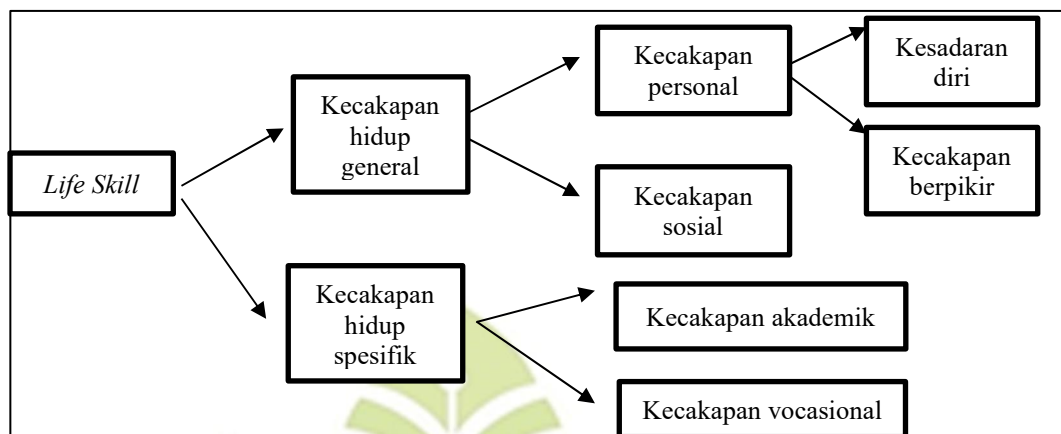 Life Skill
Kecakapan
hidup
general
Kecakapan
personal
Kesadaran
diri
Kecakapan
berpikir
Kecakapan
sosial
Kecakapan
hidup
spesifik
Kecakapan akademik
Kecakapan vocasional